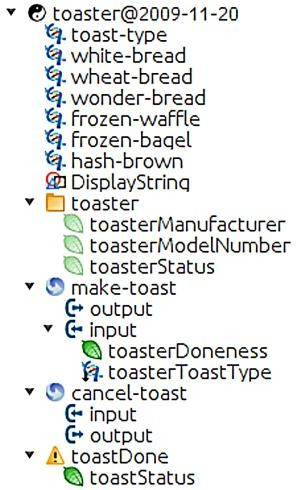 toaster@2009-11-20
toast-type
white-bread
wheat-bread
wonder-bread
frozen-waffle
frozen-bagel
hash-brown
DisplayString
toaster
toasterManufacturer
toasterModelNumber
toasterStatus
make-toast
output
input
toasterDoneness
toasterToastType
cancel-toast
input
output
toastDone
toastStatus